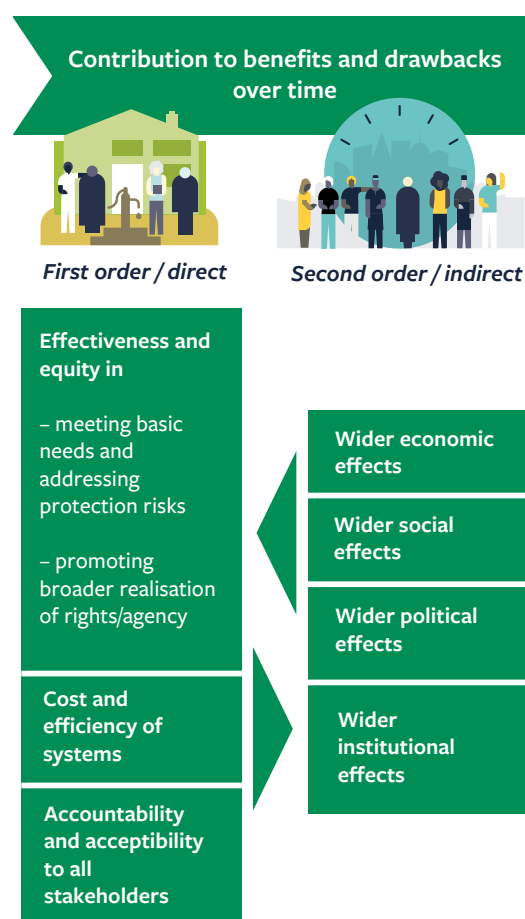 Contribution to benefits and drawbacks
over time
First order / direct
Second order / indirect
Effectiveness and
equity in
– meeting basic
needs and
addressing
protection risks
– promoting
broader realisation
of rights/agency
Cost and
efficiency of
systems
Accountability
and acceptibility
to all
stakeholders
Wider economic
effects
Wider social
effects
Wider political
effects
Wider
institutional
effects